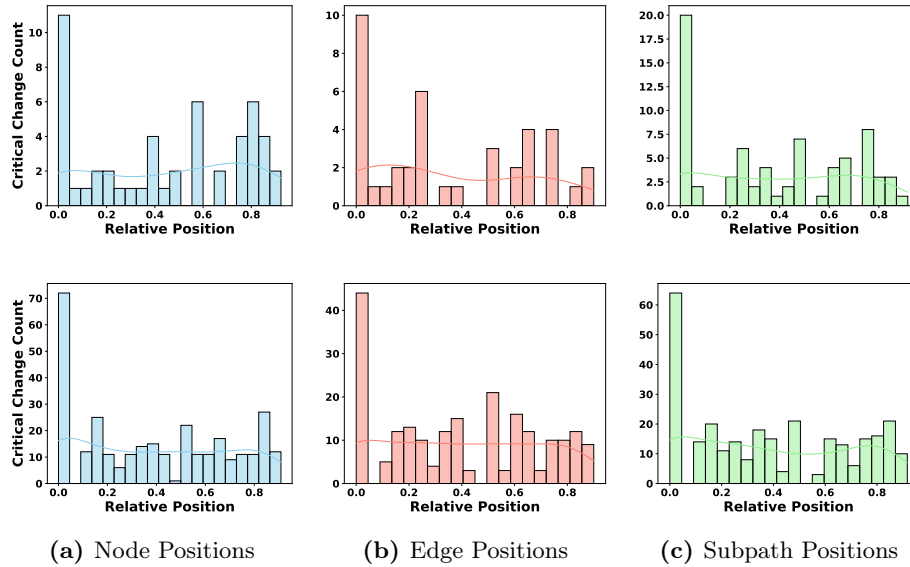 10
8
6
4
2
0
Critical Change Count
0.0 0.2 0.4 0.6 0.8
Relative Position
10
8
6
4
2
0
0.0 0.2 0.4 0.6 0.8
Relative Position
20.0
17.5
15.0
12.5
10.0
7.5
5.0
2.5
0.0
0.0 0.2 0.4 0.6 0.8
Relative Position
70
60
50
40
30
20
10
0
Critical Change Count
0.0 0.2 0.4 0.6 0.8
Relative Position
40
30
20
10
0
0.0 0.2 0.4 0.6 0.8
Relative Position
60
50
40
30
20
10
0
0.0 0.2 0.4 0.6 0.8
Relative Position
(a) Node Positions
(b) Edge Positions
(c) Subpath Positions